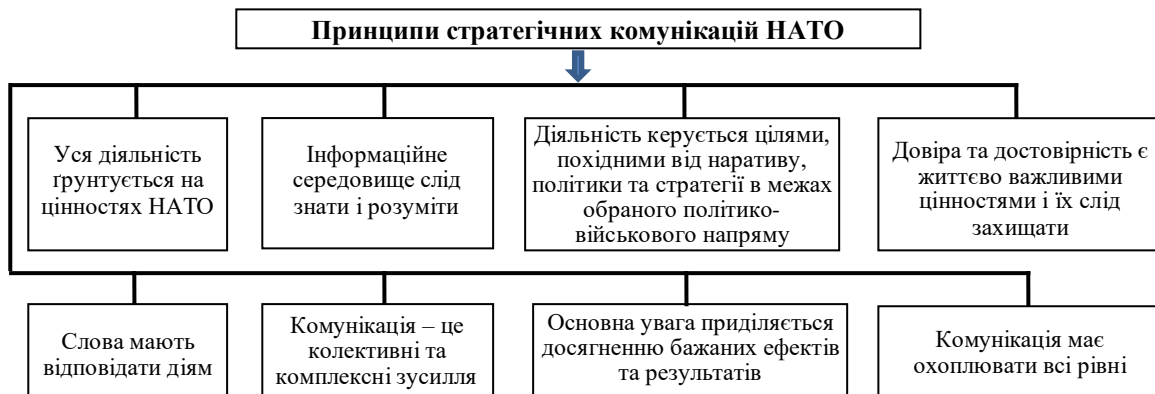 Принципи стратегічних комунікацій НАТО
Уся діяльність
ґрунтується на
цінностях НАТО
Інформаційне
середовище слід
знати і розуміти
Діяльність керується цілями,
похідними від наративу,
політики та стратегії в межах
обраного політико-
військового напряму
Довіра та достовірність є
життєво важливими
цінностями і їх слід
захищати
Слова мають
відповідати діям
Комунікація – це
колективні та
комплексні зусилля
Основна увага приділяється
досягненню бажаних ефектів
та результатів
Комунікація має
охоплювати всі рівні